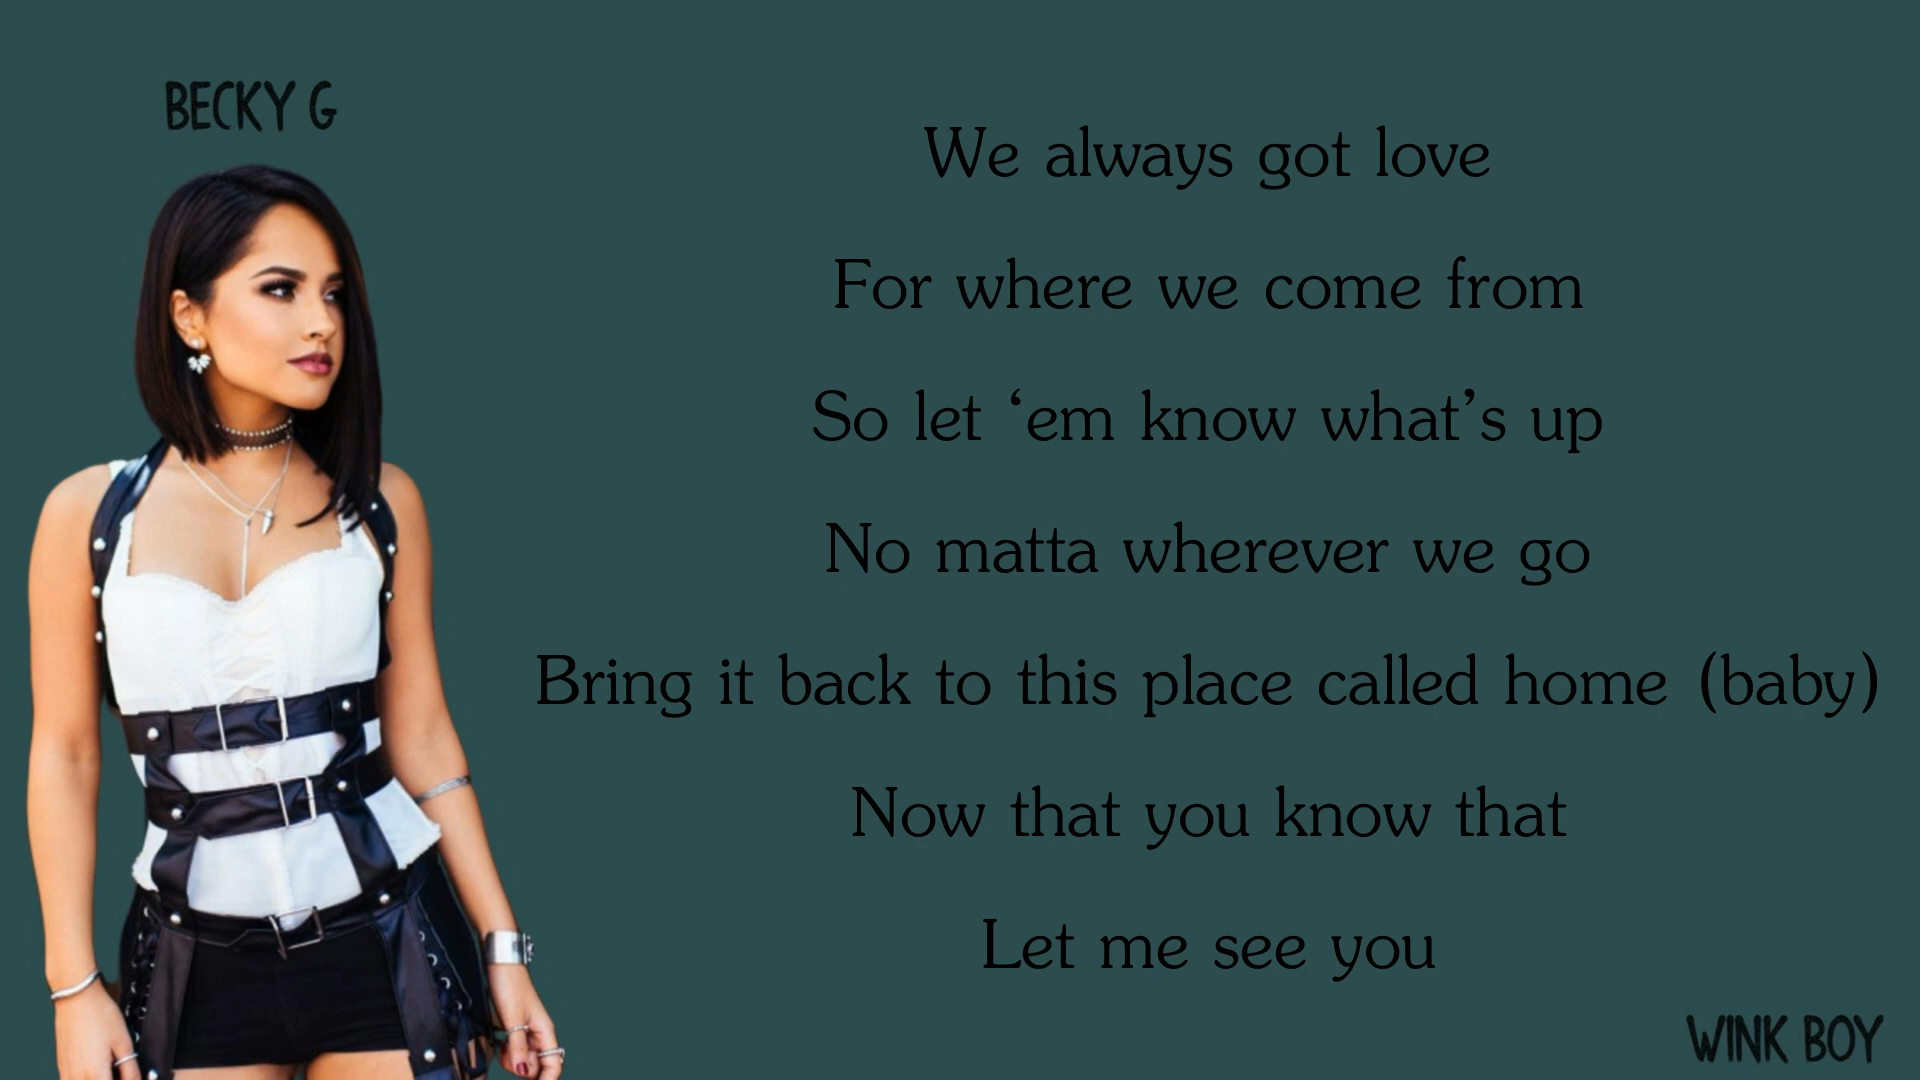 BECKY G
We always got love
For where we come from
So let ‘em know what’s up
No matta wherever we go
Bring it back to this place called home (baby)
Now that you know that
Let me see you
WINK BOY